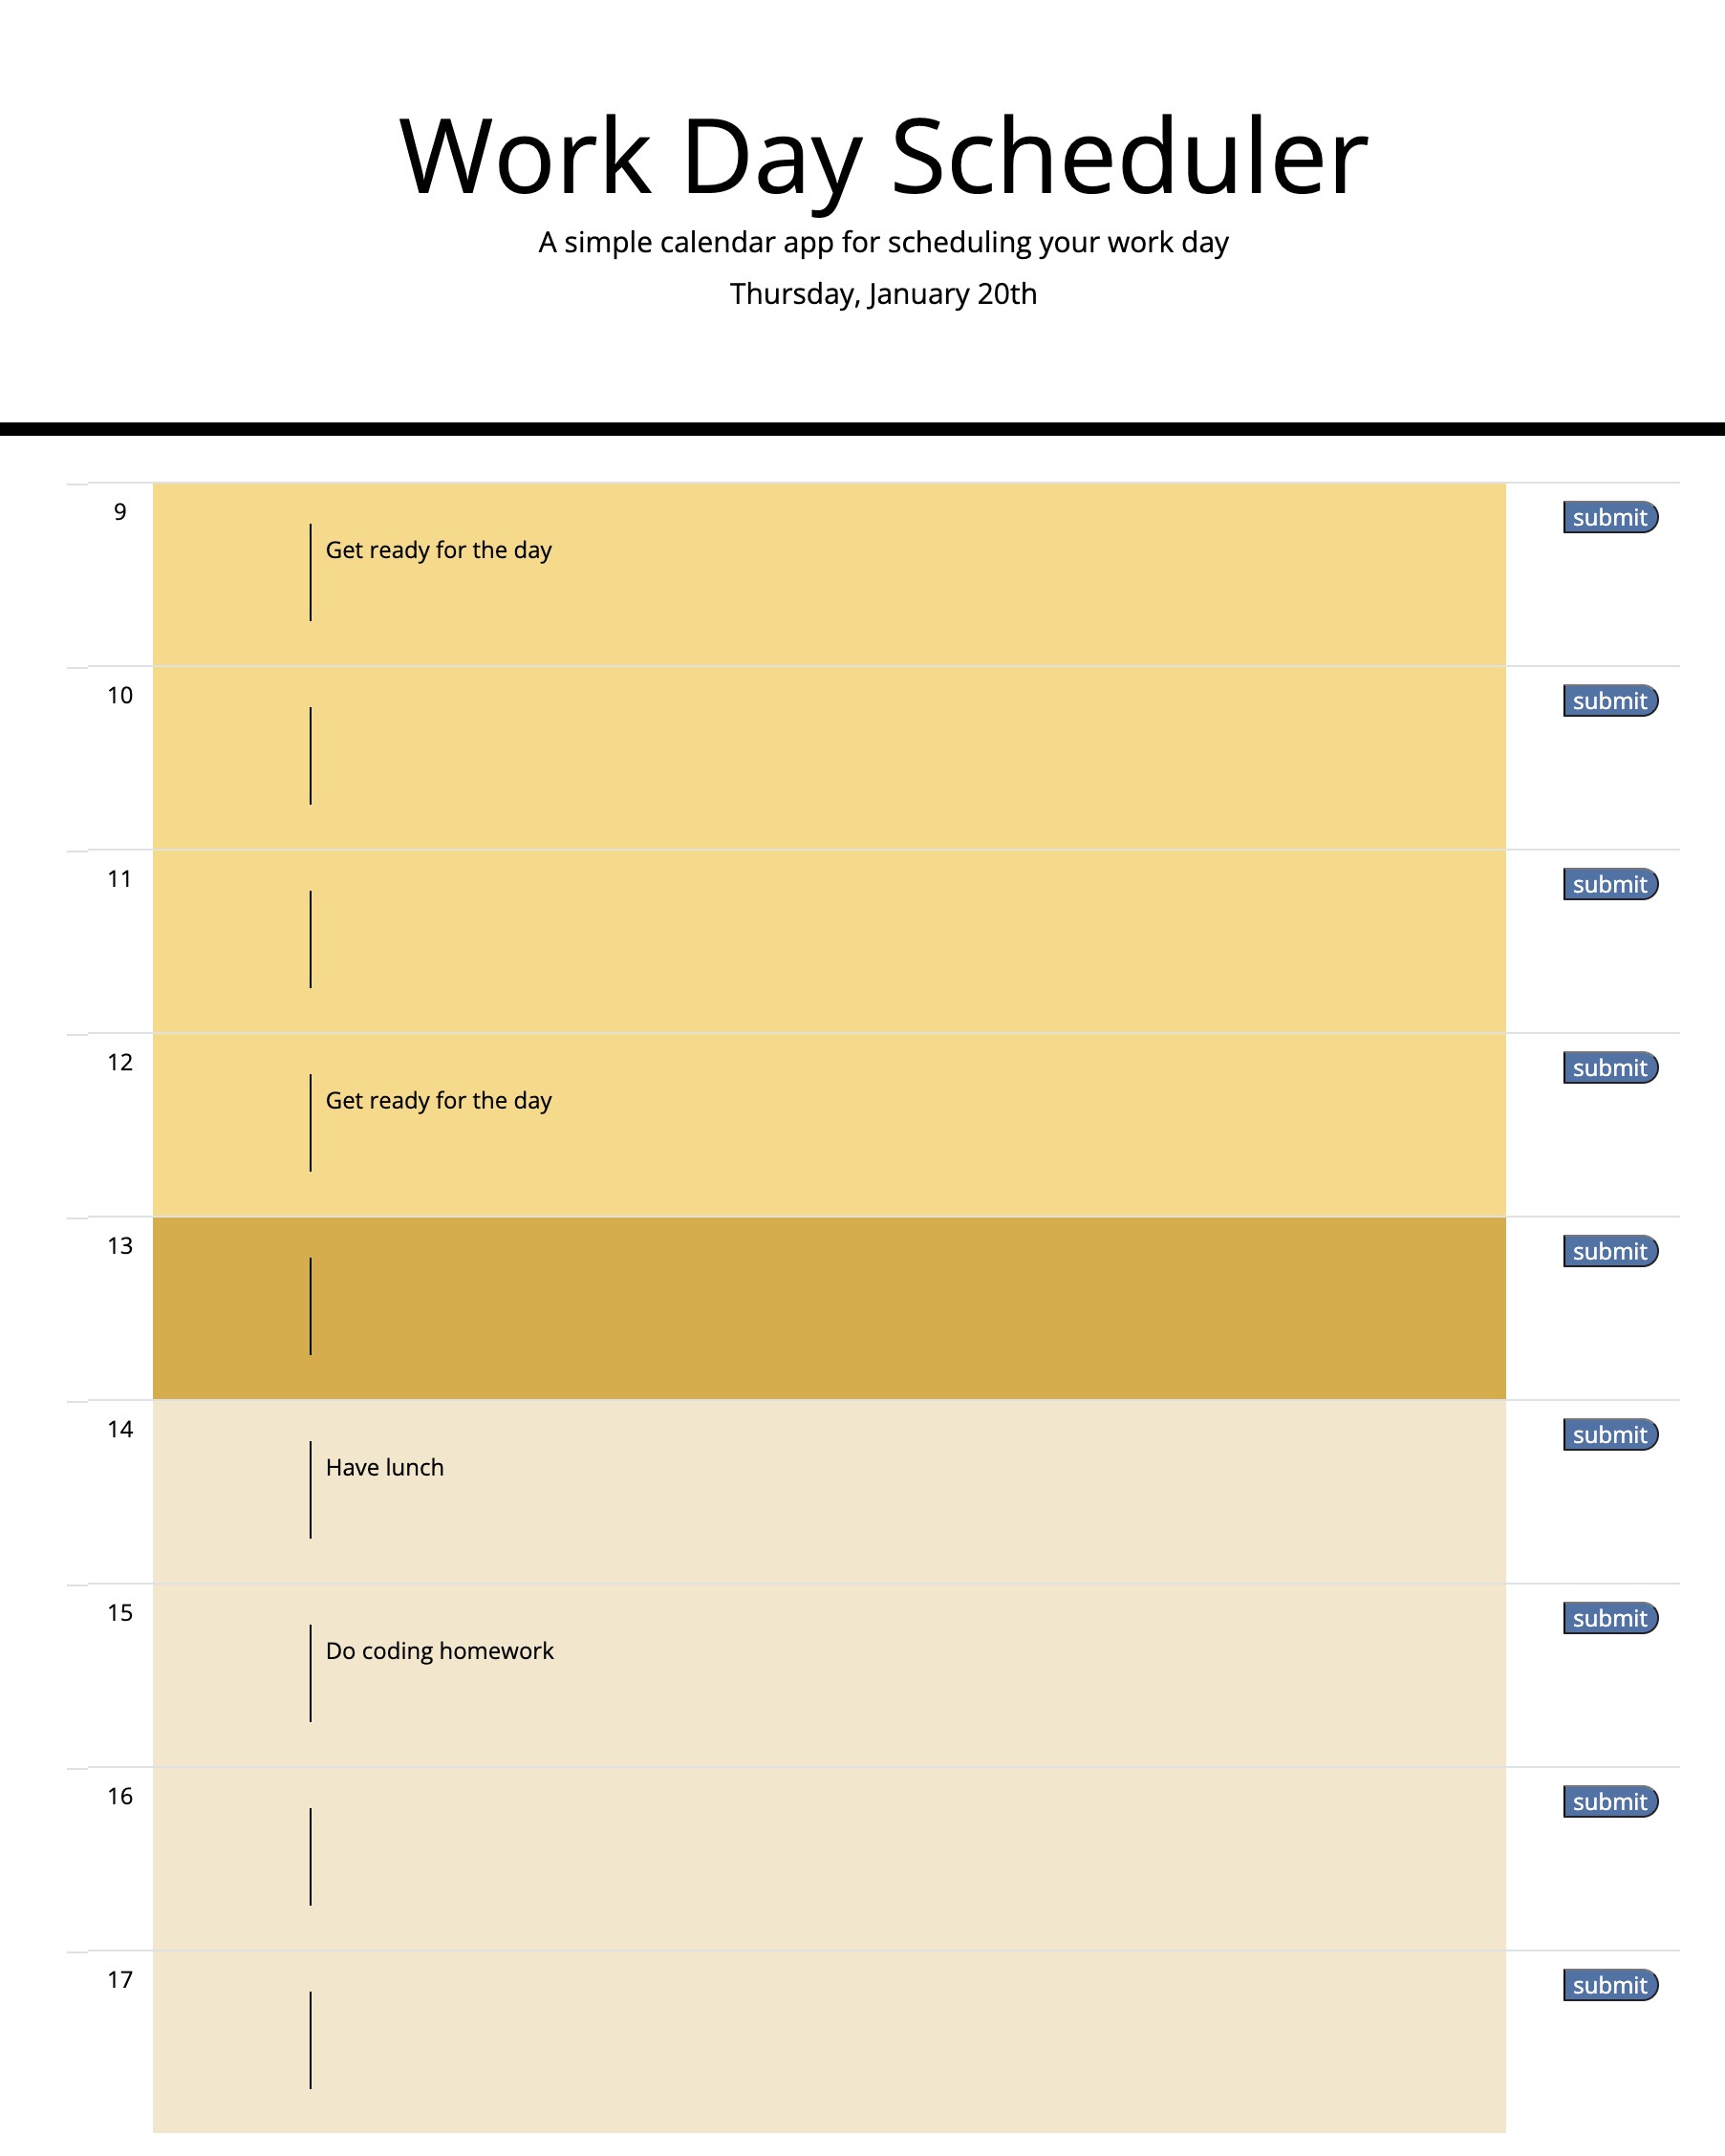 Work Day Scheduler
A simple calendar app for scheduling your work day
Thursday, January 20th
9 submit
Get ready for the day
10 submit
11 submit
12 submit
Get ready for the day
13 submit
14 submit
Have lunch
15 submit
Do coding homework
16 submit
17 submit